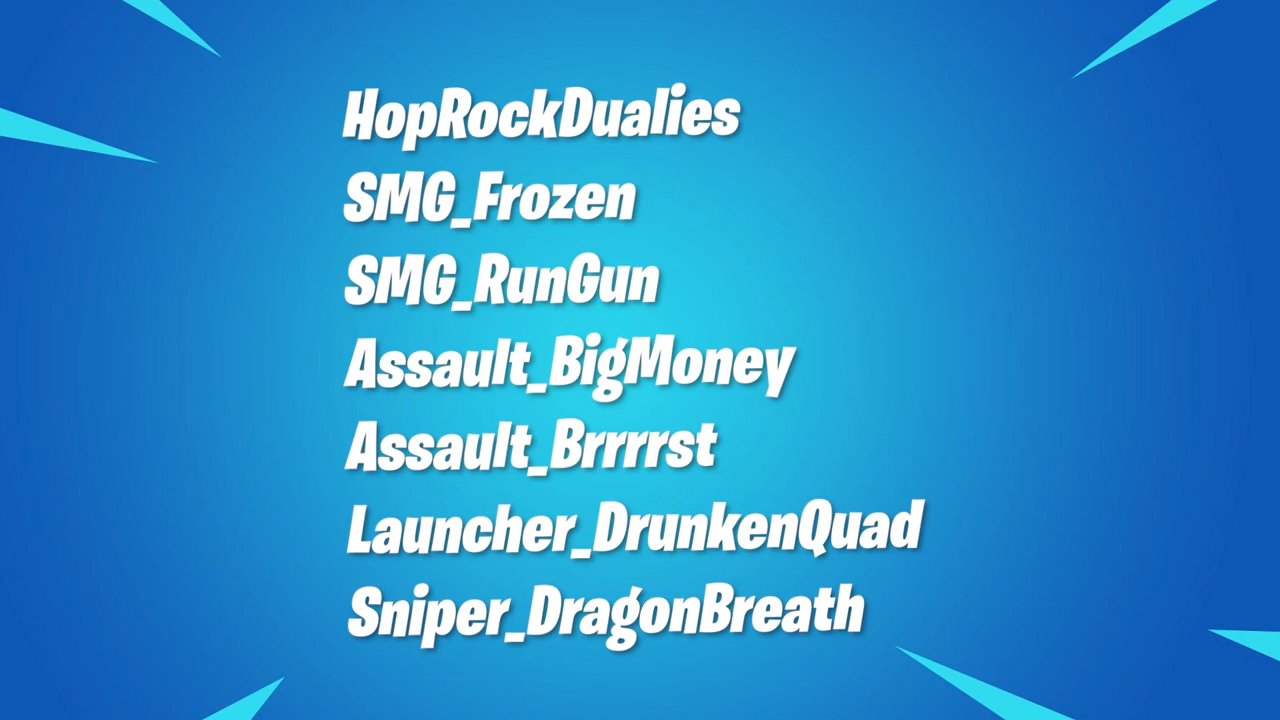 HopRockDualies
SMG_Frozen
SMG_RunGun
Assault_BigMoney
Assault_Brrrrst
Launcher_DrunkenQuad
Sniper_DragonBreath